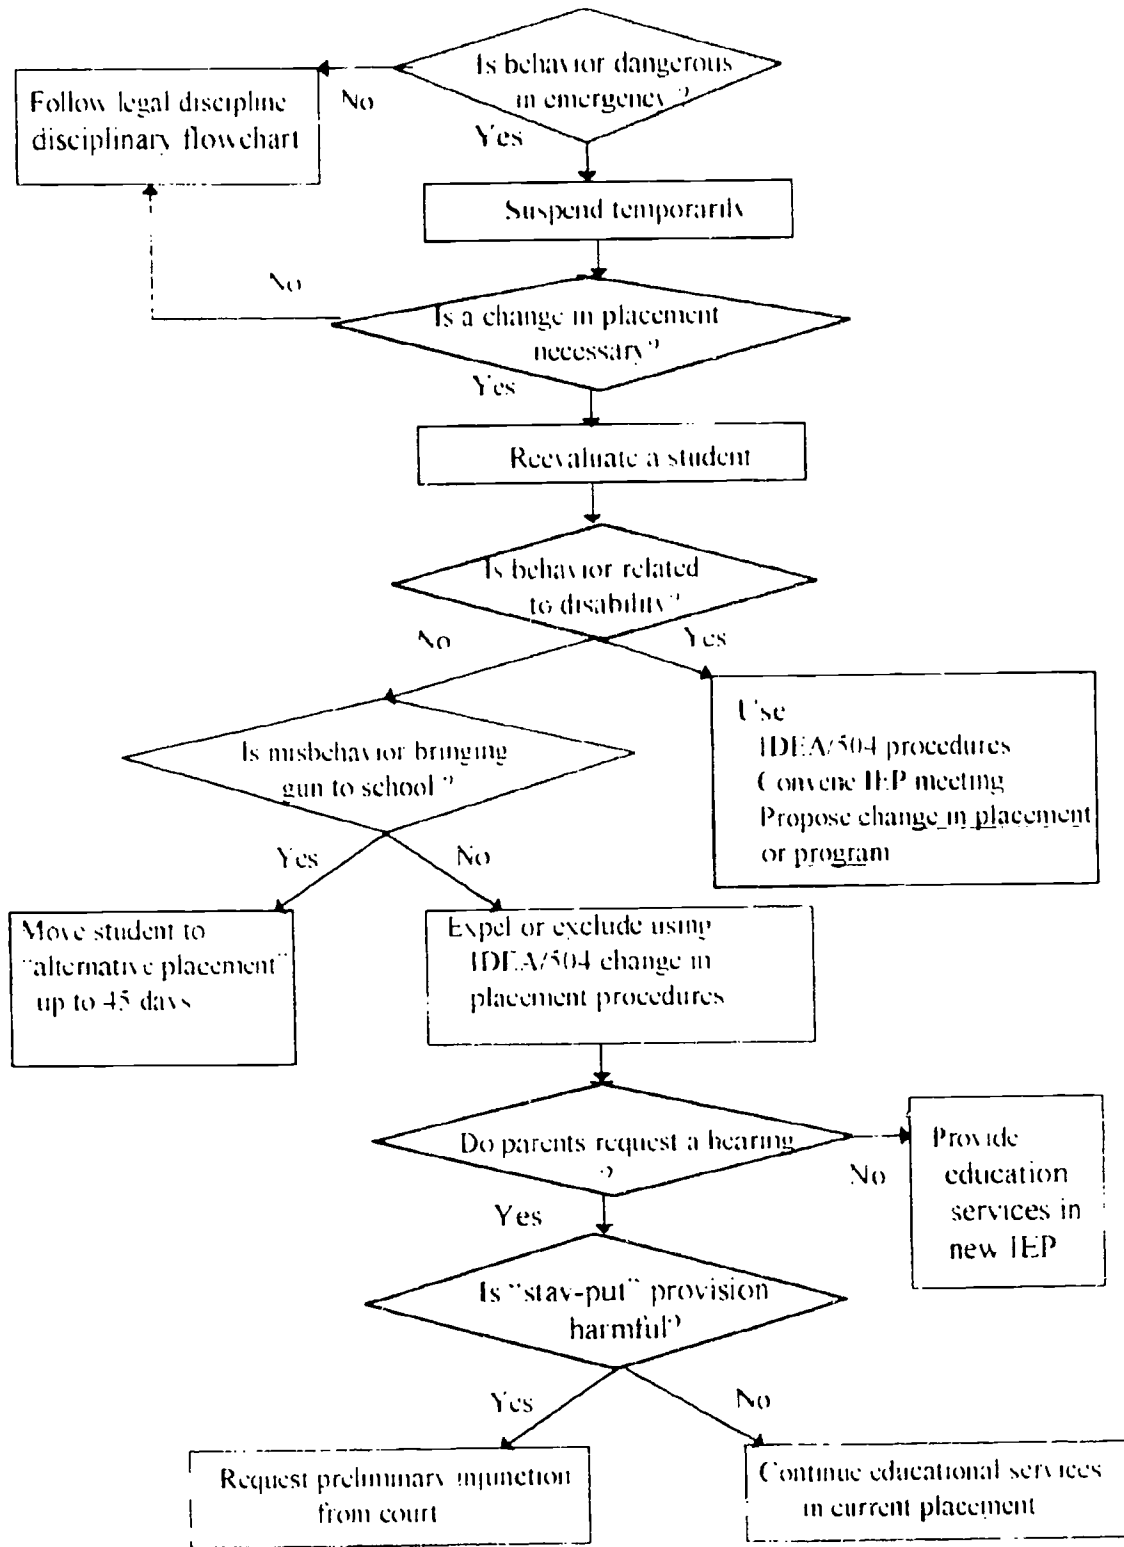 Is behavior dangerous
in emergency?
No
Yes
Follow legal discipline
disciplinary flowchart
Suspend temporarily
No
Is a change in placement
necessary?
Yes
Reevaluate a student
Is behavior related
to disability?
No
Yes
Is misbehavior bringing
gun to school?
Yes
No
Use
IDEA/504 procedures
Convene IEP meeting
Propose change in placement
or program
Move student to
"alternative placement"
up to 45 days
Expel or exclude using
IDEA/504 change in
placement procedures
Do parents request a hearing
?
No
Yes
Provide
education
services in
new IEP
Is "stay-put" provision
harmful?
Yes
No
Request preliminary injunction
from court
Continue educational services
in current placement